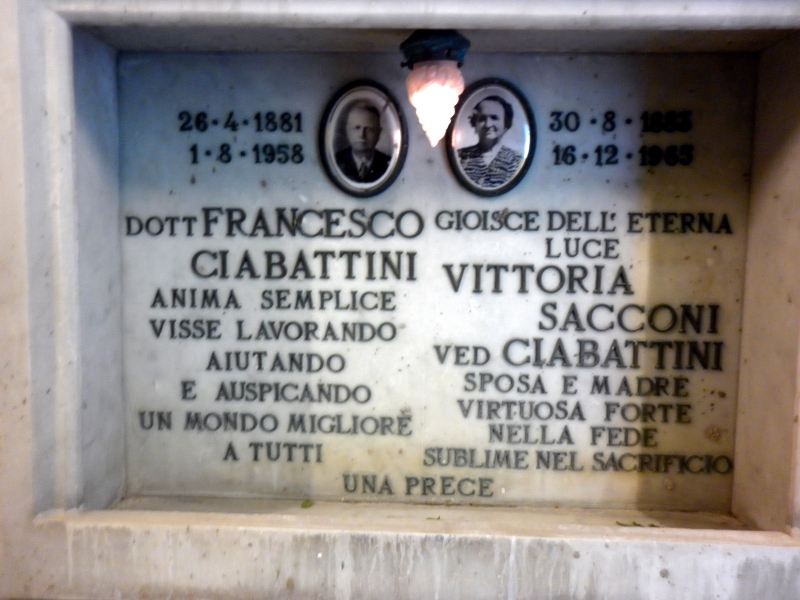 26·4·1881
1·8·1958
DOTT FRANCESCO
CIABATTINI
ANIMA SEMPLICE
VISSE LAVORANDO
AIUTANDO
E AUSPICANDO
UN MONDO MIGLIORE
A TUTTI
30·8·1883
16·12·1965
GIOISCE DELL' ETERNA
LUCE
VITTORIA
SACCONI
VED CIABATTINI
SPOSA E MADRE
VIRTUOSA FORTE
NELLA FEDE
SUBLIME NEL SACRIFICIO
UNA PRECE